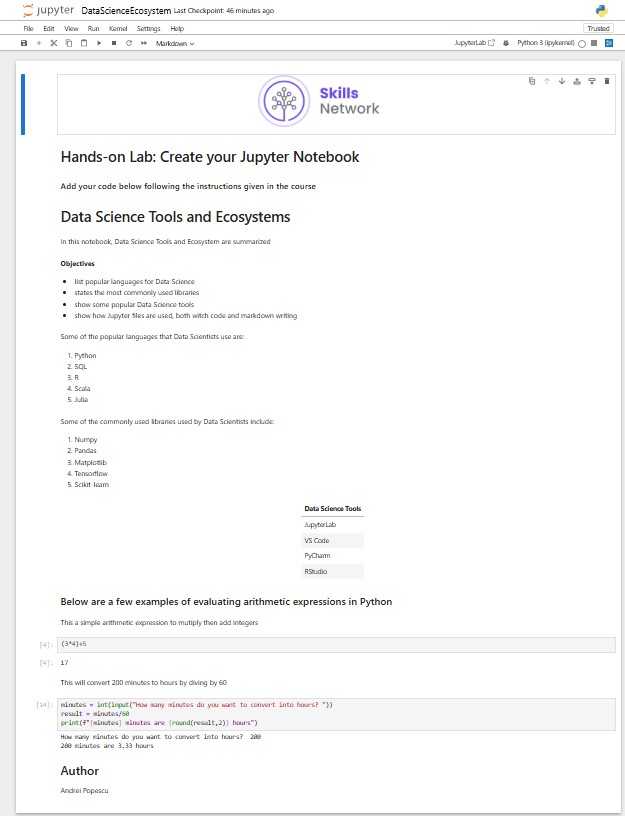 jupyter DataScienceEcosystem Last Checkpoint: 46 minutes ago
File Edit View Run Kernel Settings Help
Trusted
Markdown
JupyterLab
Python 3 (ipykernel)
Skills
Network
Hands-on Lab: Create your Jupyter Notebook
Add your code below following the instructions given in the course
Data Science Tools and Ecosystems
In this notebook, Data Science Tools and Ecosystem are summarized
Objectives
• list popular languages for Data Science
• states the most commonly used libraries
• show some popular Data Science tools
• show how Jupyter files are used, both witch code and markdown writing
Some of the popular languages that Data Scientists use are:
1. Python
2. SQL
3. R
4. Scala
5. Julia
Some of the commonly used libraries used by Data Scientists include:
1. Numpy
2. Pandas
3. Matplotlib
4. Tensorflow
5. Scikit learn
Data Science Tools
JupyterLab
VS Code
PyCharm
RStudio
Below are a few examples of evaluating arithmetic expressions in Python
This a simple arithmetic expression to mutiply then add integers
[4]: (3*4)+5
[4]: 17
This will convert 200 minutes to hours by diving by 60
[14]: minutes = int(input("How many minutes do you want to convert into hours? "))
result = minutes/60
print(f"{minutes} minutes are {round(result,2)} hours")
How many minutes do you want to convert into hours? 200
200 minutes are 3.33 hours
Author
Andrei Popescu